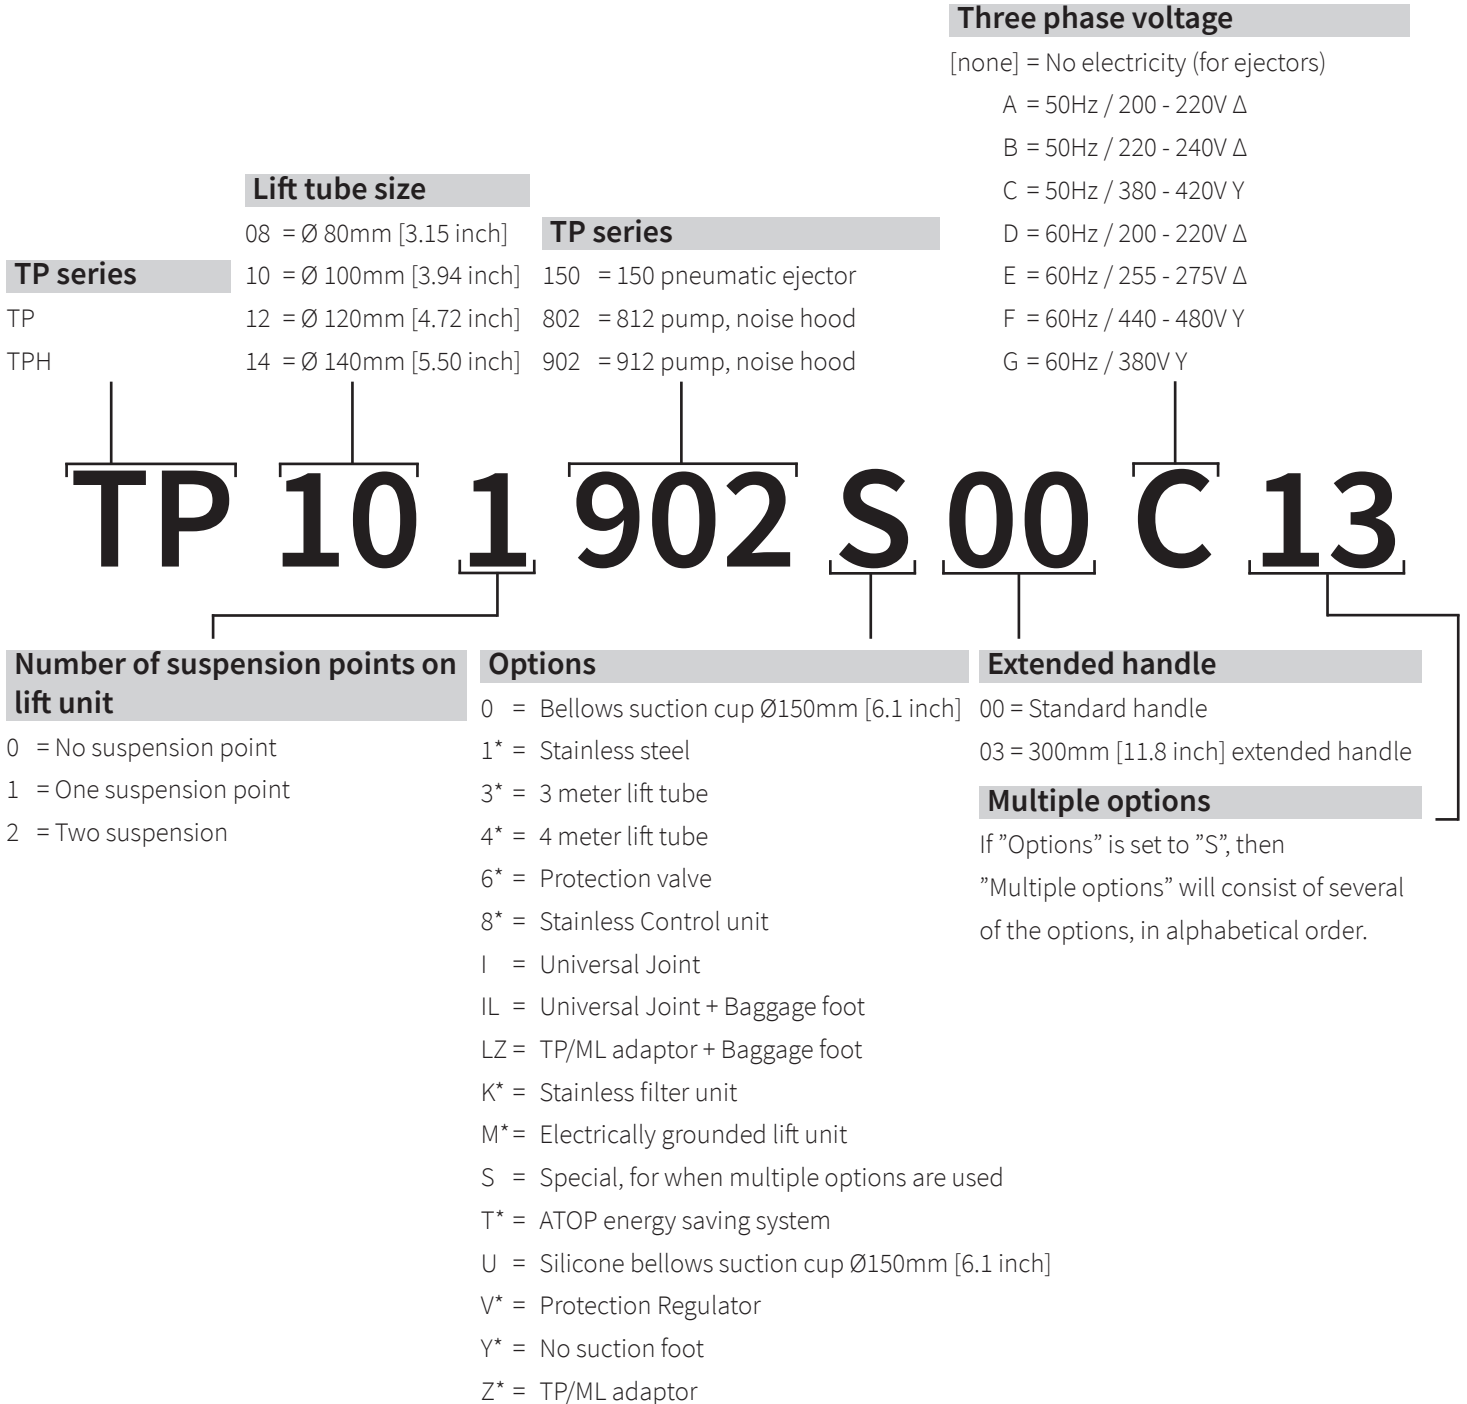 Three phase voltage
[none] = No electricity (for ejectors)
A = 50Hz / 200 - 220V Δ
B = 50Hz / 220 - 240V Δ
C = 50Hz / 380 - 420V Y
D = 60Hz / 200 - 220V Δ
E = 60Hz / 255 - 275V Δ
F = 60Hz / 440 - 480V Y
G = 60Hz / 380V Y
Lift tube size
08 = Ø 80mm [3.15 inch]
10 = Ø 100mm [3.94 inch]
12 = Ø 120mm [4.72 inch]
14 = Ø 140mm [5.50 inch]
TP series
150 = 150 pneumatic ejector
802 = 812 pump, noise hood
902 = 912 pump, noise hood
TP series
TP
TPH
TP 10 1 902 S 00 C 13
Number of suspension points on
lift unit
0 = No suspension point
1 = One suspension point
2 = Two suspension
Options
0 = Bellows suction cup Ø150mm [6.1 inch]
1* = Stainless steel
3* = 3 meter lift tube
4* = 4 meter lift tube
6* = Protection valve
8* = Stainless Control unit
I = Universal Joint
IL = Universal Joint + Baggage foot
LZ = TP/ML adaptor + Baggage foot
K* = Stainless filter unit
M* = Electrically grounded lift unit
S = Special, for when multiple options are used
T* = ATOP energy saving system
U = Silicone bellows suction cup Ø150mm [6.1 inch]
V* = Protection Regulator
Y* = No suction foot
Z* = TP/ML adaptor
Extended handle
00 = Standard handle
03 = 300mm [11.8 inch] extended handle
Multiple options
If ”Options” is set to ”S”, then
”Multiple options” will consist of several
of the options, in alphabetical order.